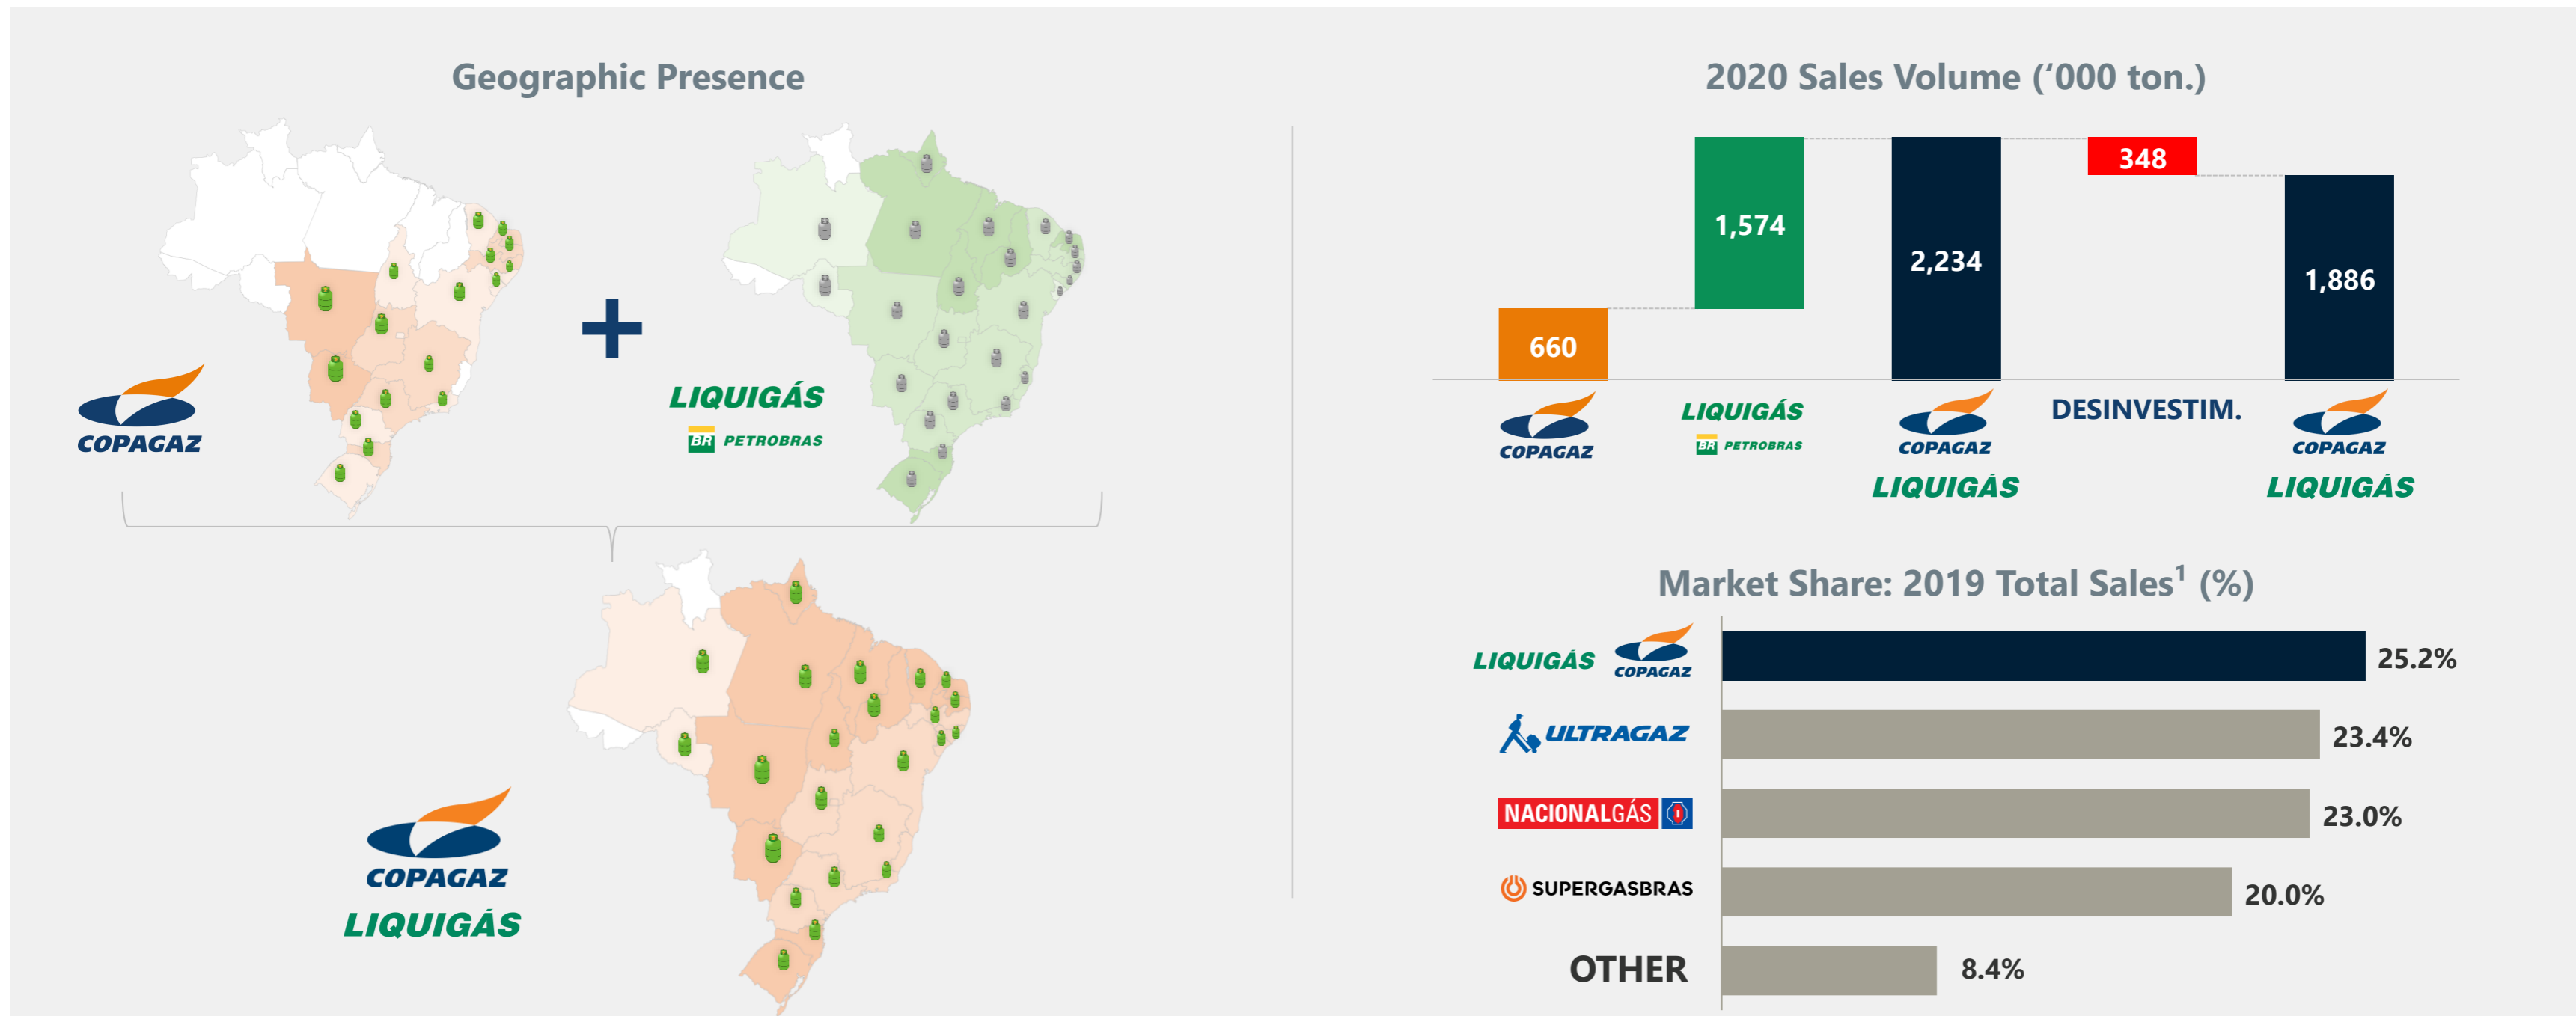 Geographic Presence
COPAGAZ
LIQUIGÁS
BR PETROBRAS
COPAGAZ
LIQUIGÁS
2020 Sales Volume (‘000 ton.)
660
1,574
2,234
348
1,886
COPAGAZ
LIQUIGÁS
BR PETROBRAS
COPAGAZ
LIQUIGÁS
DESINVESTIM.
COPAGAZ
LIQUIGÁS
Market Share: 2019 Total Sales¹ (%)
LIQUIGÁS COPAGAZ 25.2%
ULTRAGAZ 23.4%
NACIONALGÁS 23.0%
SUPERGASBRAS 20.0%
OTHER 8.4%